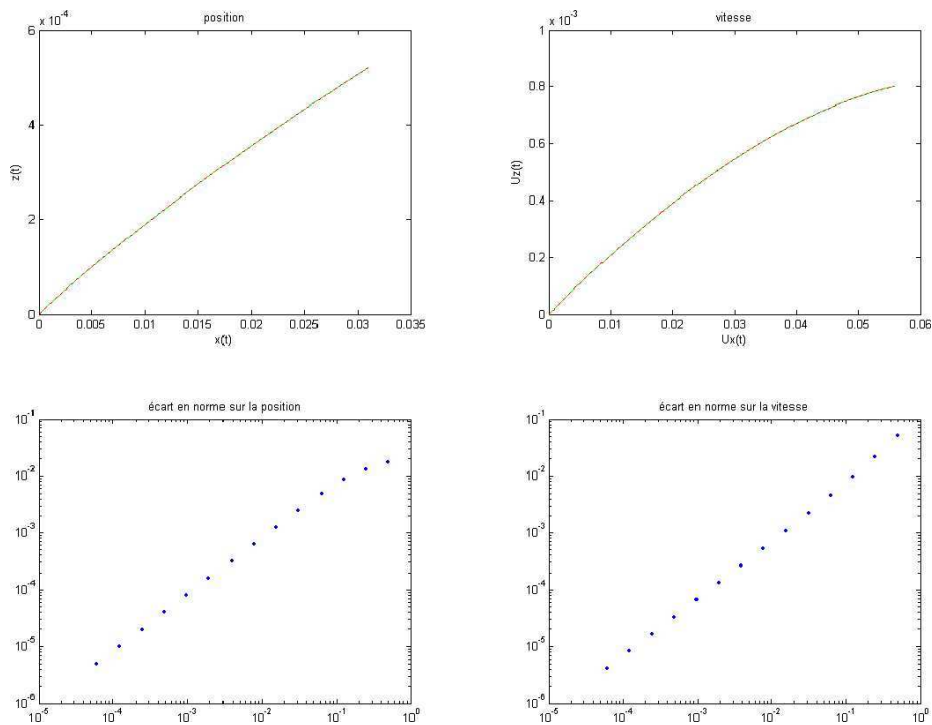 position
x 10^-4
6
4
2
0
z(t)
0 0.005 0.01 0.015 0.02 0.025 0.03 0.035
x(t)
vitesse
x 10^-3
1
0.8
0.6
0.4
0.2
0
Uz(t)
0 0.01 0.02 0.03 0.04 0.05 0.06
Ux(t)
écart en norme sur la position
10^-1
10^-2
10^-3
10^-4
10^-5
10^-6
10^-5 10^-4 10^-3 10^-2 10^-1 10^0
écart en norme sur la vitesse
10^-1
10^-2
10^-3
10^-4
10^-5
10^-6
10^-5 10^-4 10^-3 10^-2 10^-1 10^0